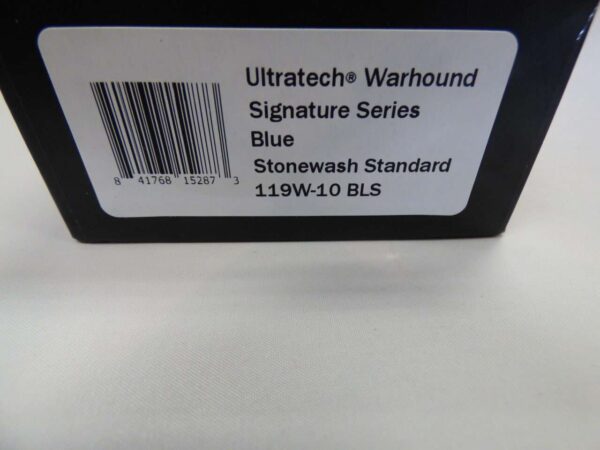 Ultratech® Warhound
Signature Series
Blue
Stonewash Standard
119W-10 BLS
8 41768 15287 3